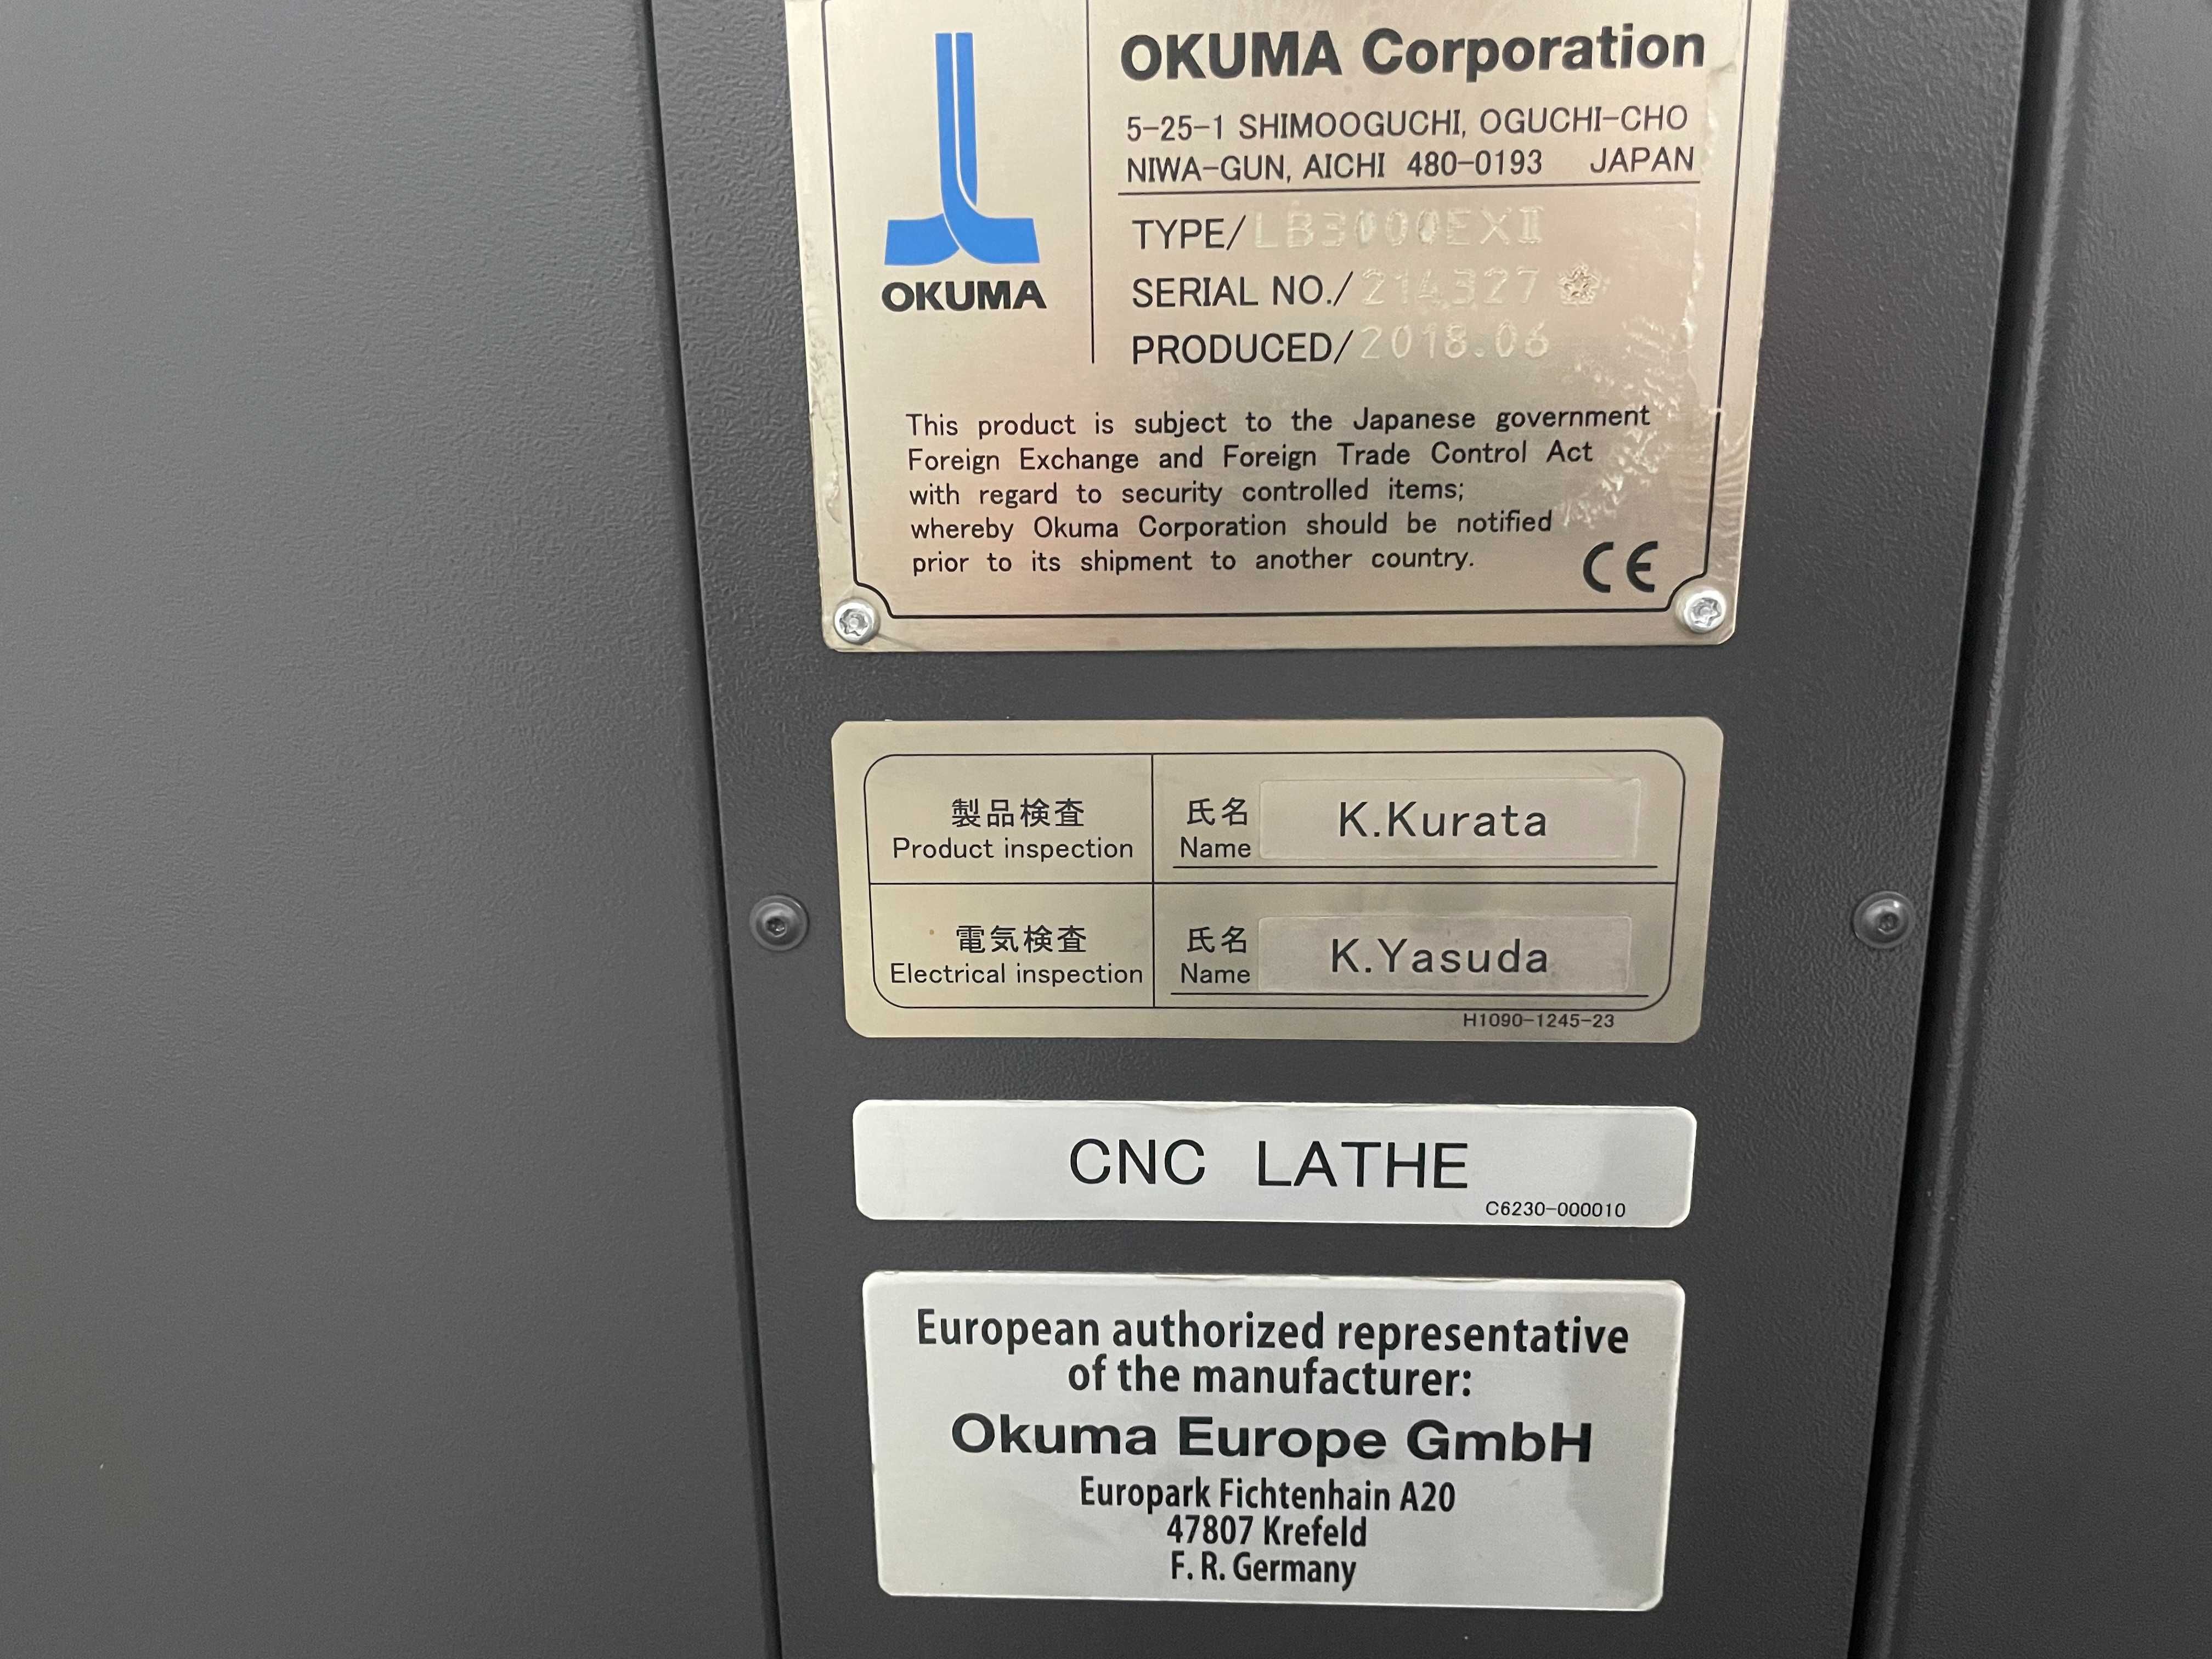 OKUMA Corporation
5-25-1 SHIMOOGUCHI, OGUCHI-CHO
NIWA-GUN, AICHI 480-0193 JAPAN
OKUMA
TYPE/LB3000EXⅡ
SERIAL NO./214327
PRODUCED/2018.06
This product is subject to the Japanese government
Foreign Exchange and Foreign Trade Control Act
with regard to security controlled items;
whereby Okuma Corporation should be notified
prior to its shipment to another country.
CE
製品検査 氏名 K.Kurata
Product inspection Name
電気検査 氏名 K.Yasuda
Electrical inspection Name
H1090-1245-23
CNC LATHE
C6230-000010
European authorized representative
of the manufacturer:
Okuma Europe GmbH
Europark Fichtenhain A20
47807 Krefeld
F. R. Germany